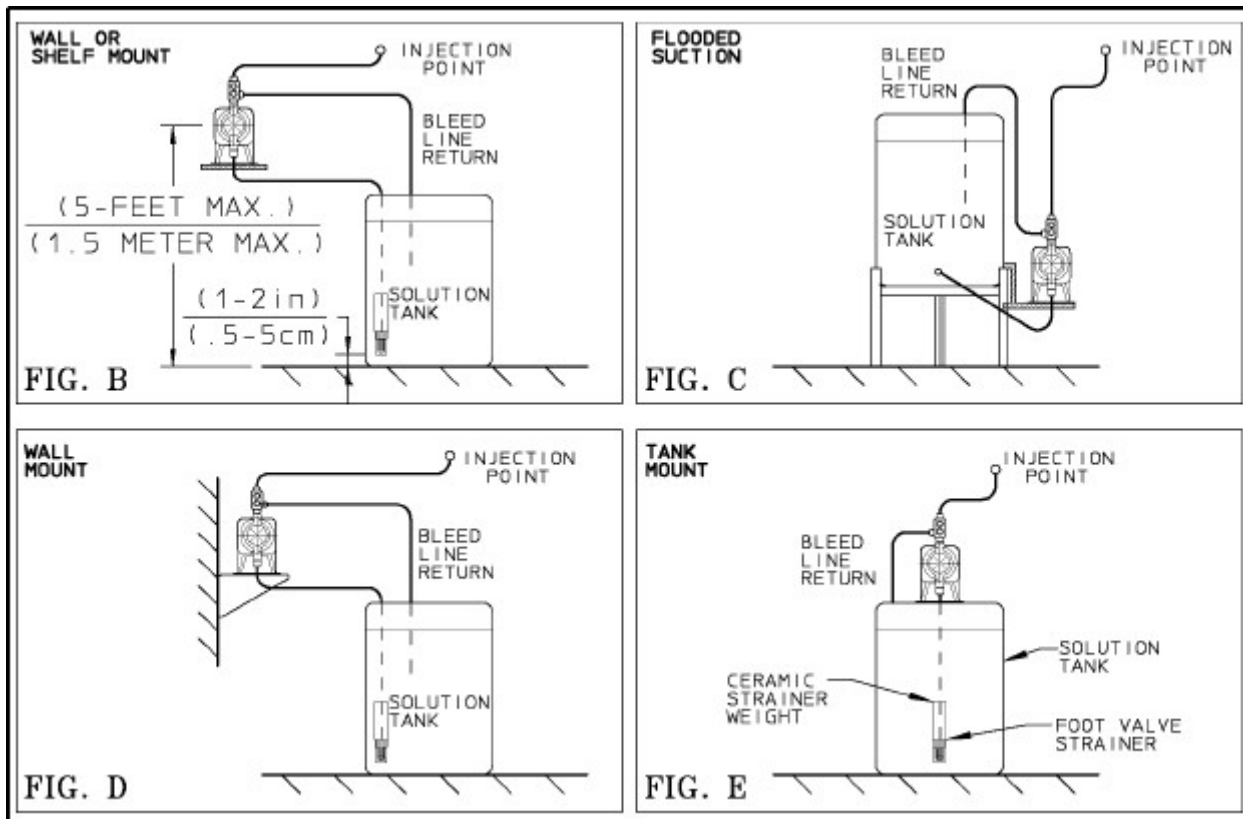 WALL OR
SHELF MOUNT
INJECTION
POINT
BLEED
LINE
RETURN
(5-FEET MAX.)
(1.5 METER MAX.)
(1-2in)
(.5-5cm)
SOLUTION
TANK
FIG. B
FLOODED
SUCTION
BLEED
LINE
RETURN
INJECTION
POINT
SOLUTION
TANK
FIG. C
WALL
MOUNT
INJECTION
POINT
BLEED
LINE
RETURN
SOLUTION
TANK
FIG. D
TANK
MOUNT
INJECTION
POINT
BLEED
LINE
RETURN
SOLUTION
TANK
CERAMIC
STRAINER
WEIGHT
FOOT VALVE
STRAINER
FIG. E